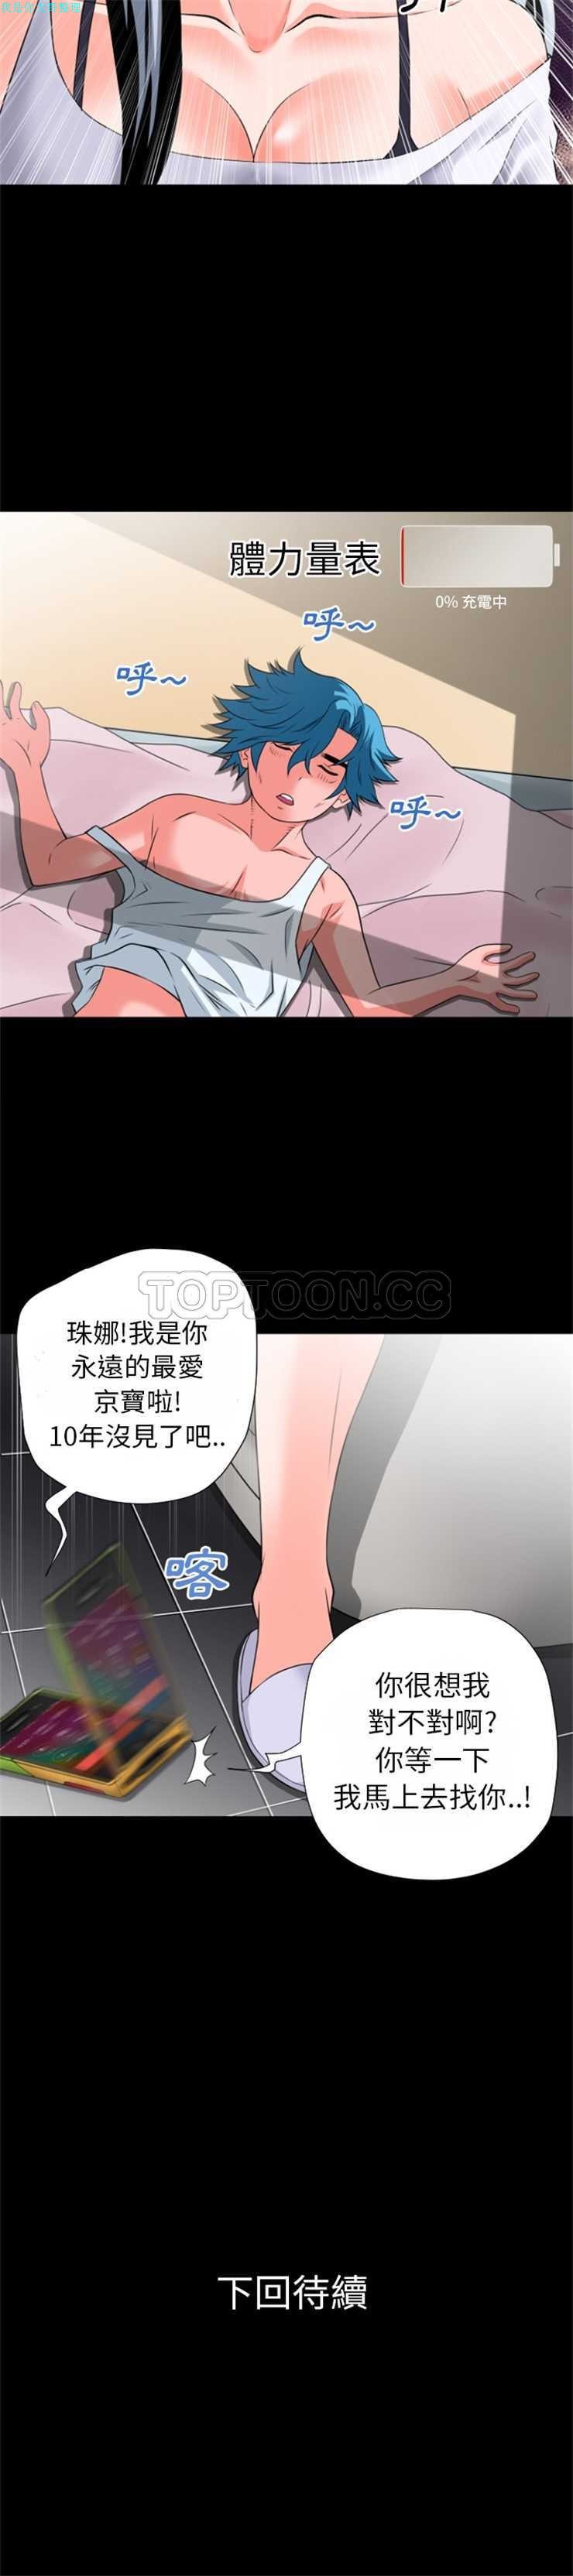 體力量表
0% 充電中
呼~
呼~
呼~
TOPTOON.CC
珠娜!我是你
永遠的最愛
京寶啦!
10年沒見了吧..
喀
你很想我
對不對啊?
你等一下
我馬上去找你..!
下回待續